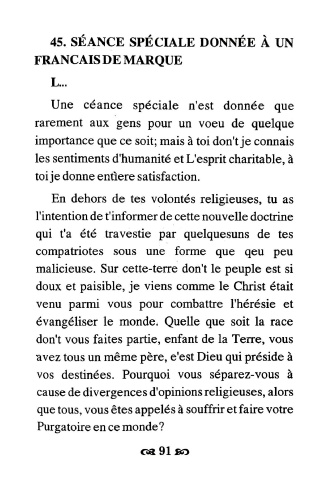 45. SÉANCE SPÉCIALE DONNÉE À UN
FRANCAIS DE MARQUE
L...
Une céance spéciale n'est donnée que
rarement aux gens pour un voeu de quelque
importance que ce soit; mais à toi don't je connais
les sentiments d'humanité et L'esprit charitable, à
toi je donne entìere satisfaction.
En dehors de tes volontés religieuses, tu as
l'intention de t'informer de cette nouvelle doctrine
qui t'a été travestie par quelquesuns de tes
compatriotes sous une forme que qeu peu
malicieuse. Sur cette-terre don't le peuple est si
doux et paisible, je viens comme le Christ était
venu parmi vous pour combattre l'hérésie et
évangéliser le monde. Quelle que soit la race
don't vous faites partie, enfant de la Terre, vous
avez tous un même père, e'est Dieu qui préside à
vos destinées. Pourquoi vous séparez-vous à
cause de divergences d'opinions religieuses, alors
que tous, vous êtes appelés à souffrir et faire votre
Purgatoire en ce monde?
91